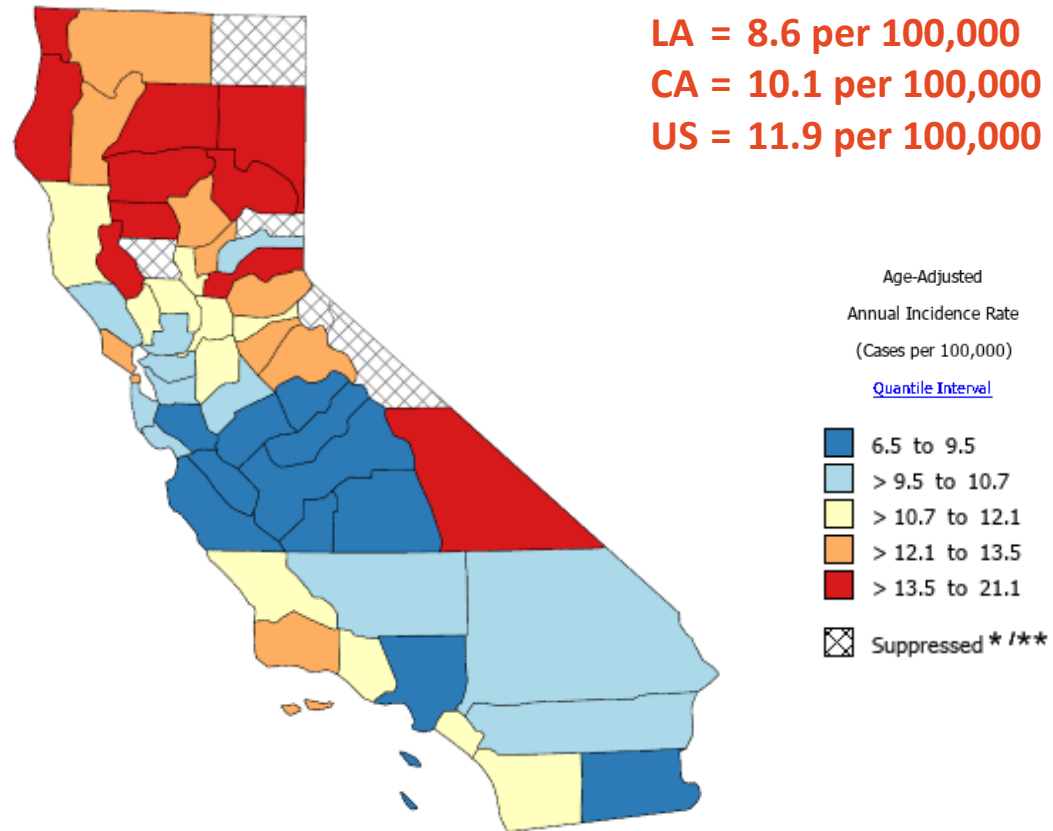 LA = 8.6 per 100,000
CA = 10.1 per 100,000
US = 11.9 per 100,000
Age-Adjusted
Annual Incidence Rate
(Cases per 100,000)
Quantile Interval
6.5 to 9.5
> 9.5 to 10.7
> 10.7 to 12.1
> 12.1 to 13.5
> 13.5 to 21.1
Suppressed * /**